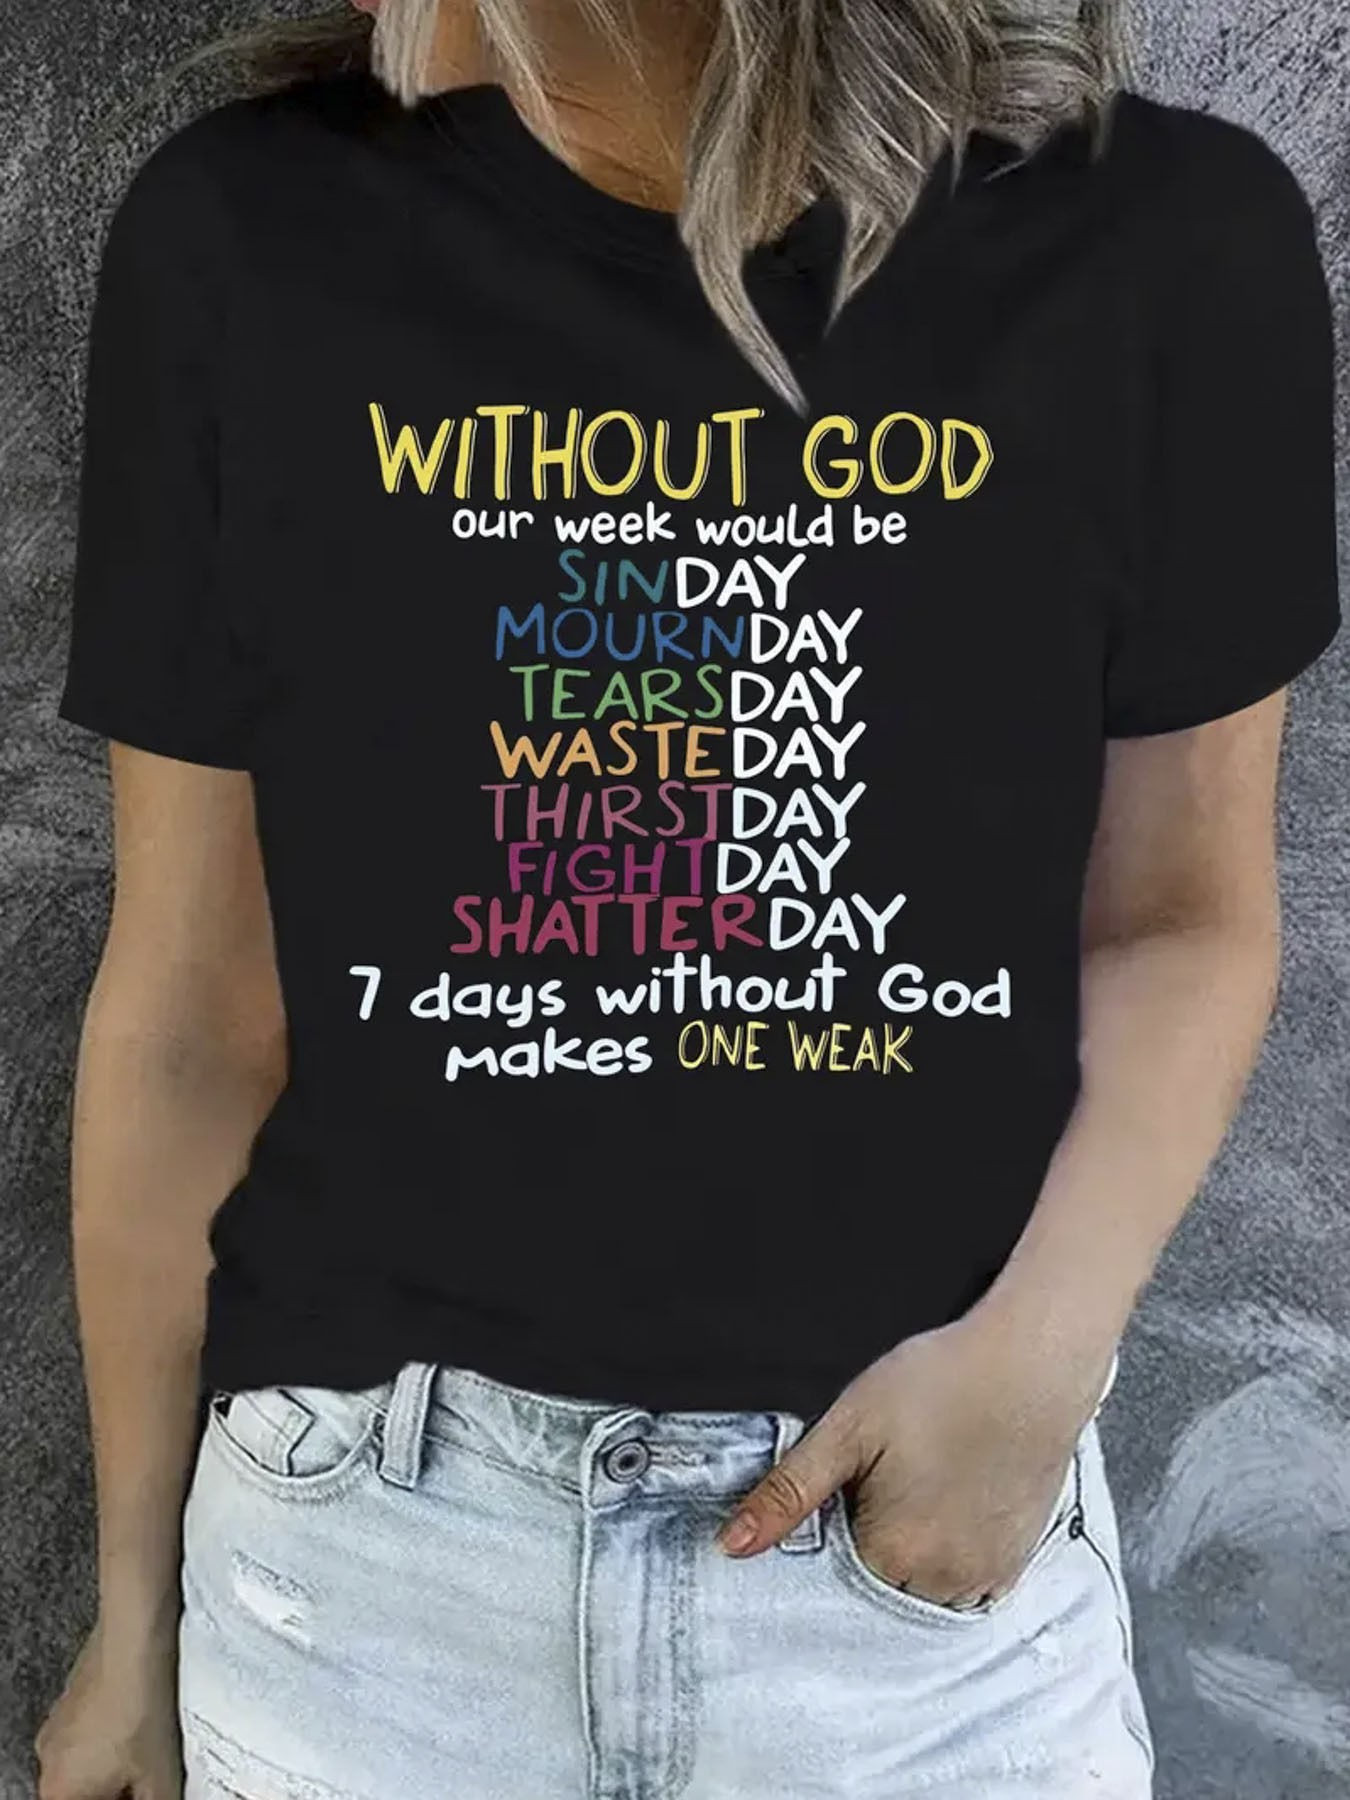 WITHOUT GOD
our week would be
SINDAY
MOURNDAY
TEARSDAY
WASTEDAY
THIRSTDAY
FIGHTDAY
SHATTERDAY
7 days without God
makes ONE WEAK